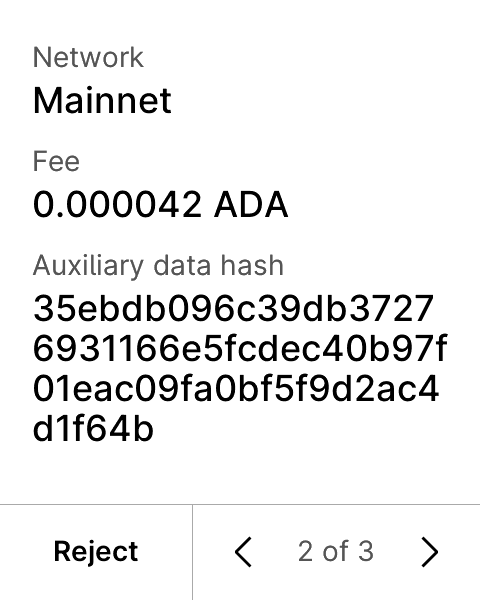 Network
Mainnet
Fee
0.000042 ADA
Auxiliary data hash
35ebdb096c39db3727
6931166e5fcdec40b97f
01eac09fa0bf5f9d2ac4
d1f64b
Reject
2 of 3